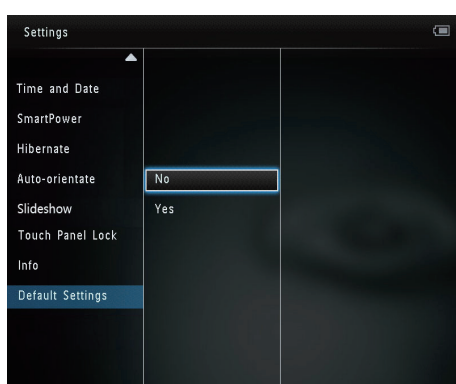 Settings
Time and Date
SmartPower
Hibernate
Auto-orientate
No
Slideshow
Yes
Touch Panel Lock
Info
Default Settings